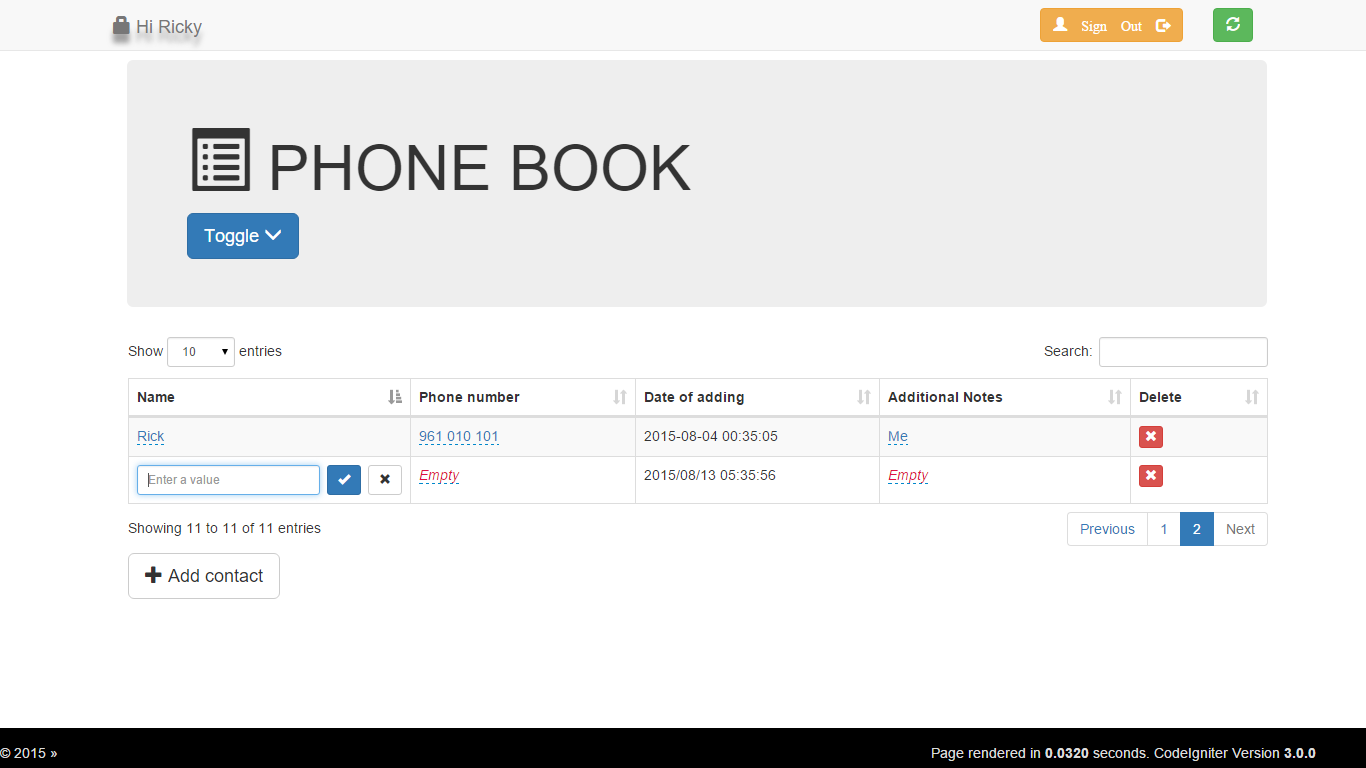 Hi Ricky
Sign Out
PHONE BOOK
Toggle
Show 10 entries
Search:
Name Phone number Date of adding Additional Notes Delete
Rick 961 010 101 2015-08-04 00:35:05 Me
Enter a value Empty 2015/08/13 05:35:56 Empty
Showing 11 to 11 of 11 entries
Previous 1 2 Next
Add contact
© 2015 »
Page rendered in 0.0320 seconds. CodeIgniter Version 3.0.0